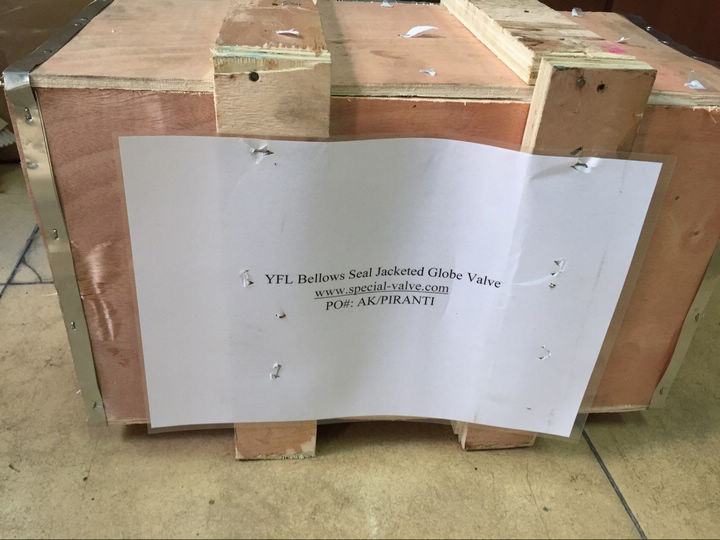 YFL Bellows Seal Jacketed Globe Valve
www.special-valve.com
PO#: AK/PIRANTI